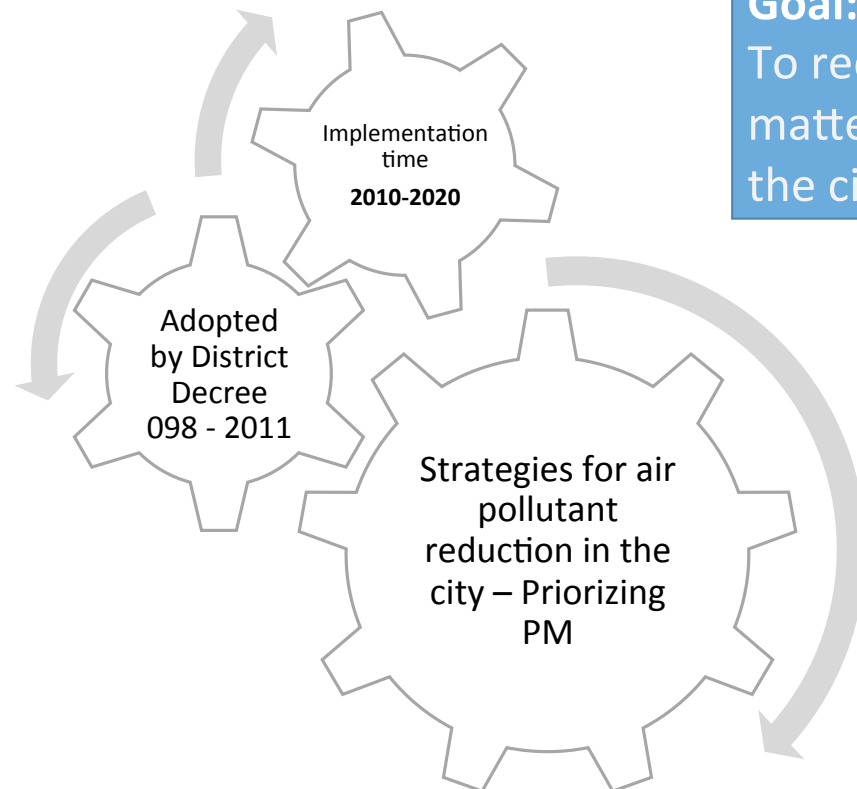 Goal:
To re
matte
the ci
Implementation
time
2010-2020
Adopted
by District
Decree
098 - 2011
Strategies for air
pollutant
reduction in the
city – Priorizing
PM